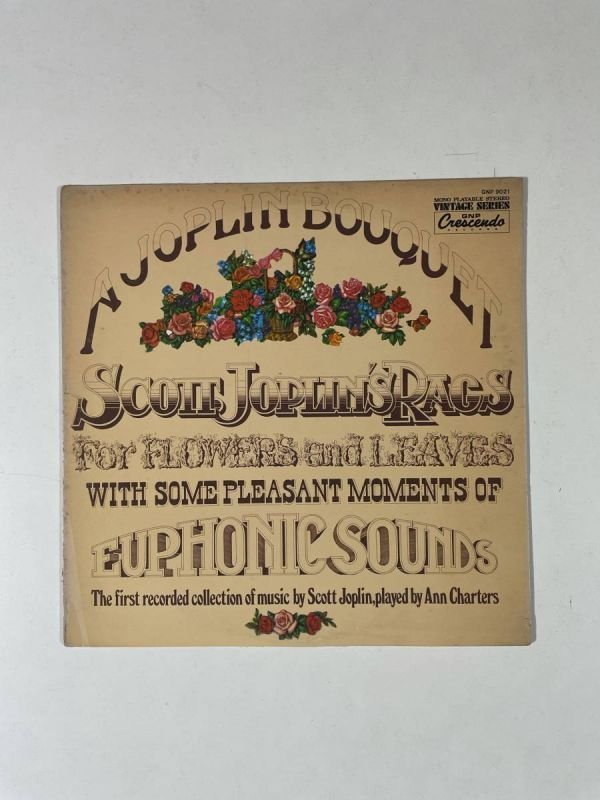 GNP 9021
MONO PLAYABLE STEREO
VINTAGE SERIES
GNP
Crescendo
RECORDS
A JOPLIN BOUQUET
SCOTT JOPLIN'S RAGS
For FLOWERS and LEAVES
WITH SOME PLEASANT MOMENTS OF
EUPHONIC SOUNDS
The first recorded collection of music by Scott Joplin, played by Ann Charters